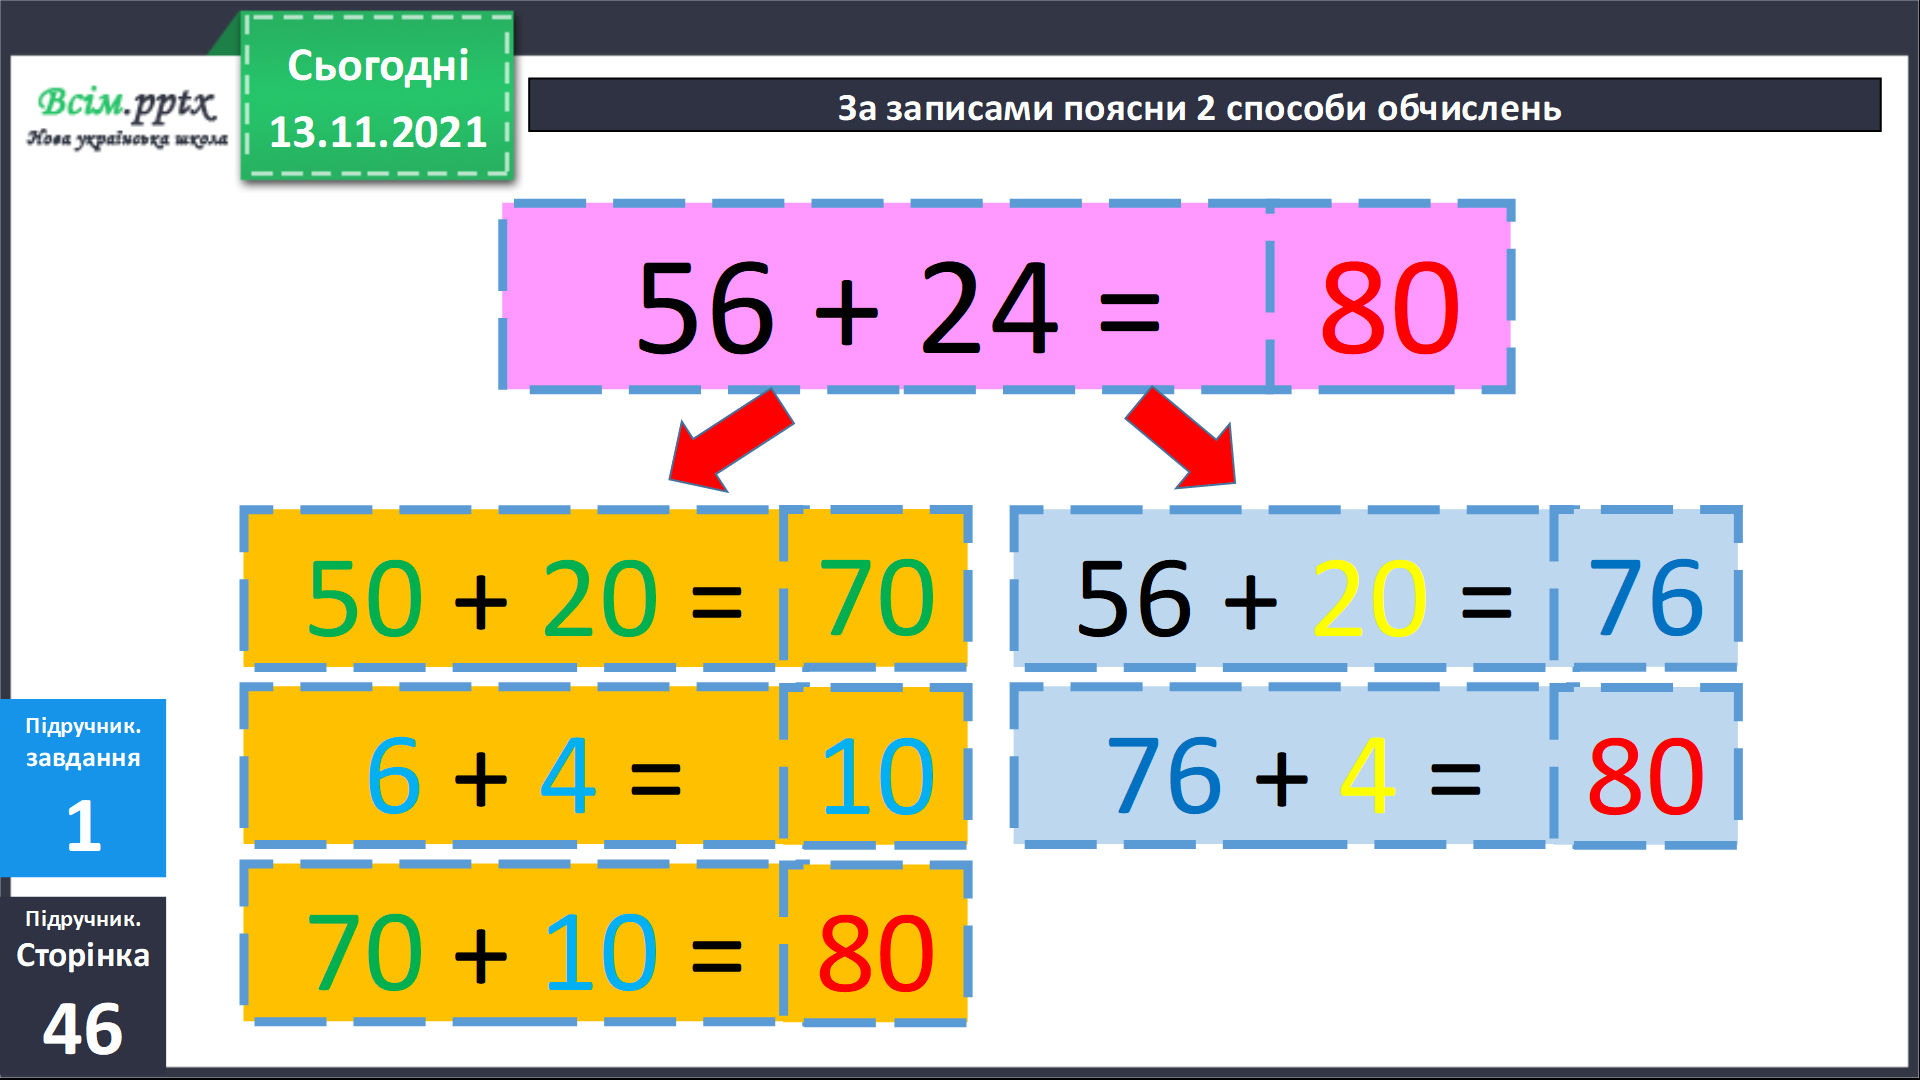 Всім.pptx
Нова українська школа
Сьогодні
13.11.2021
За записами поясни 2 способи обчислень
56 + 24 = 80
50 + 20 = 70
6 + 4 = 10
70 + 10 = 80
56 + 20 = 76
76 + 4 = 80
Підручник.
завдання
1
Підручник.
Сторінка
46